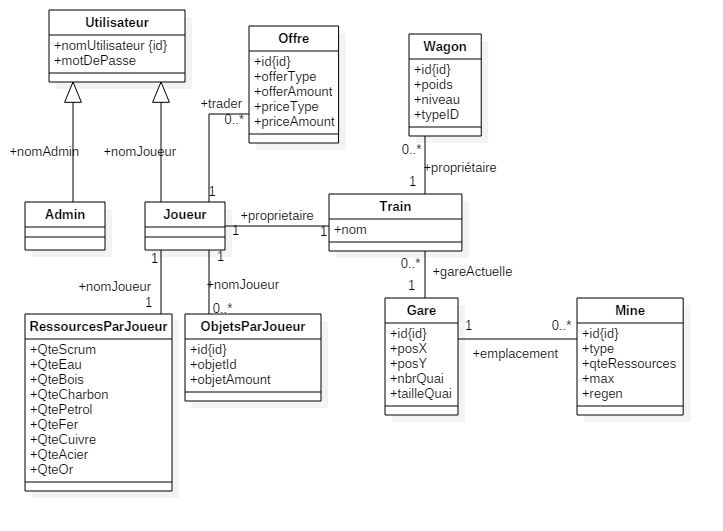 Utilisateur
+nomUtilisateur {id}
+motDePasse
Offre
+id{id}
+offerType
+offerAmount
+priceType
+priceAmount
Wagon
+id{id}
+poids
+niveau
+typeID
+trader
0..*
1
+nomAdmin
+nomJoueur
0..*
+propriétaire
1
Admin
Joueur
+proprietaire
1
1
Train
+nom
1
+nomJoueur
1
1
+nomJoueur
0..*
0..*
+gareActuelle
1
RessourcesParJoueur
+QteScrum
+QteEau
+QteBois
+QteCharbon
+QtePetrol
+QteFer
+QteCuivre
+QteAcier
+QteOr
ObjetsParJoueur
+id{id}
+objetId
+objetAmount
Gare
+id{id}
+posX
+posY
+nbrQuai
+tailleQuai
1
0..*
+emplacement
Mine
+id{id}
+type
+qteRessources
+max
+regen